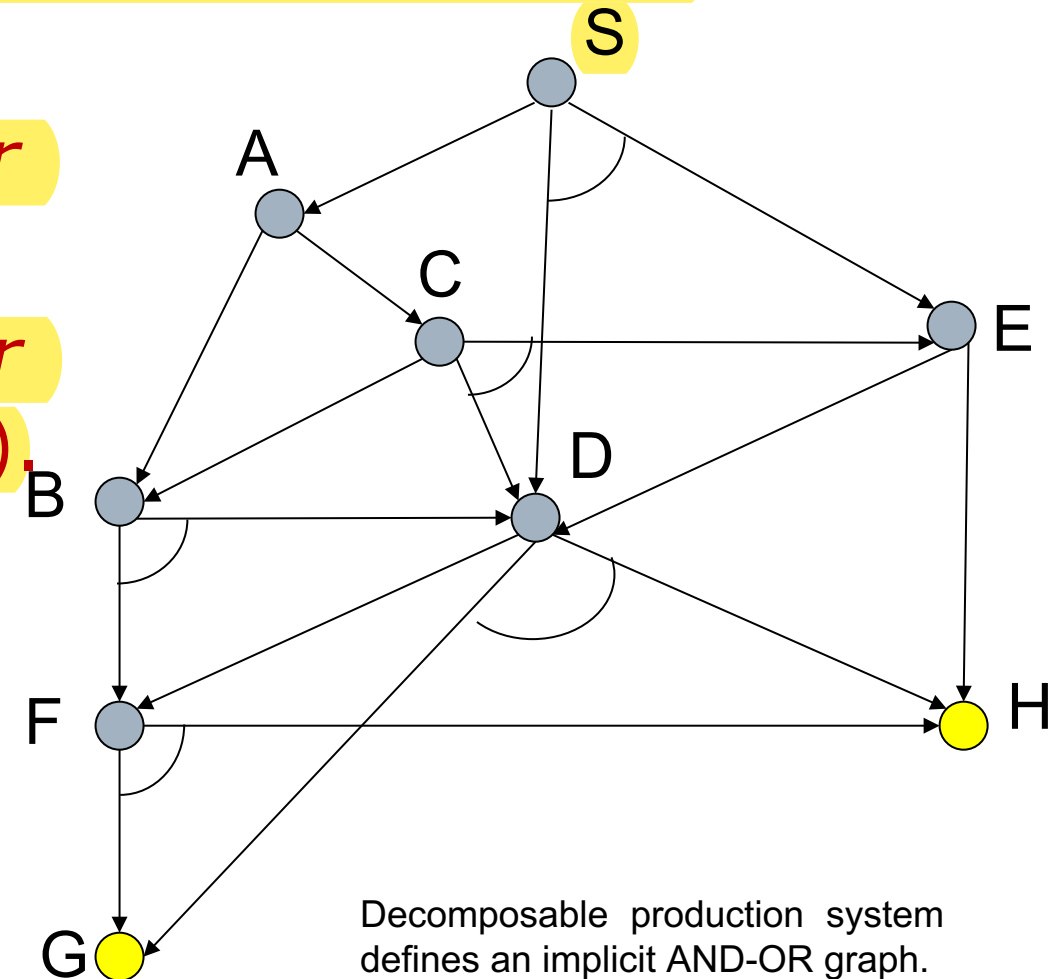 S
r
A
C
r
E
).
D
B
F
H
Decomposable production system
G
defines an implicit AND-OR graph.